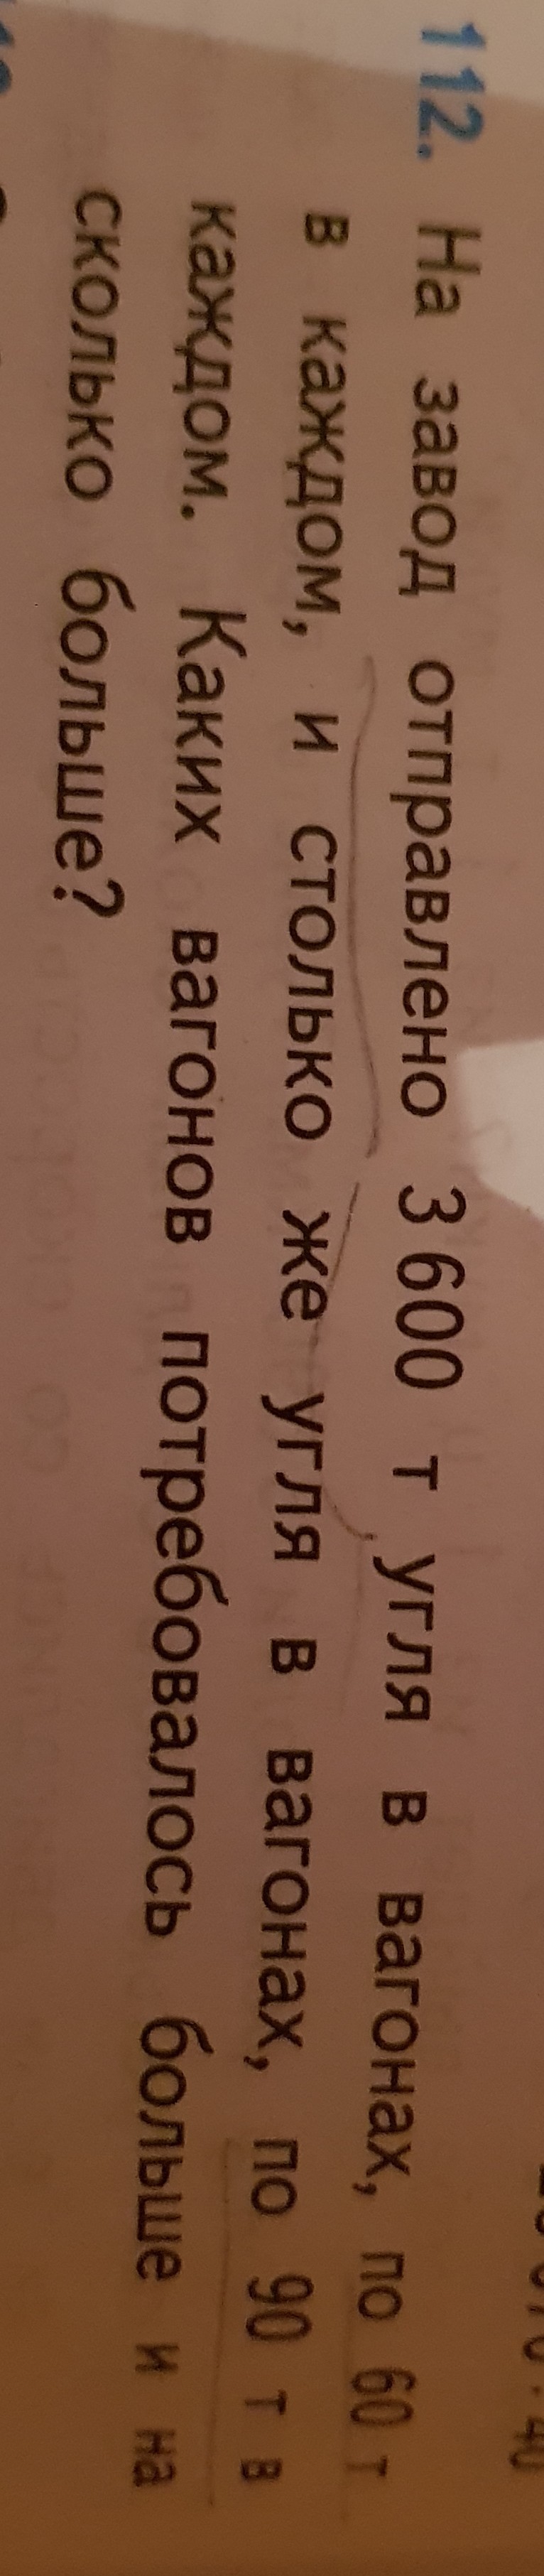 112. На завод отправлено 3 600 т угля в вагонах, по 60 т
в каждом, и столько же угля в вагонах, по 90 т в
каждом. Каких вагонов потребовалось больше и на
сколько больше?